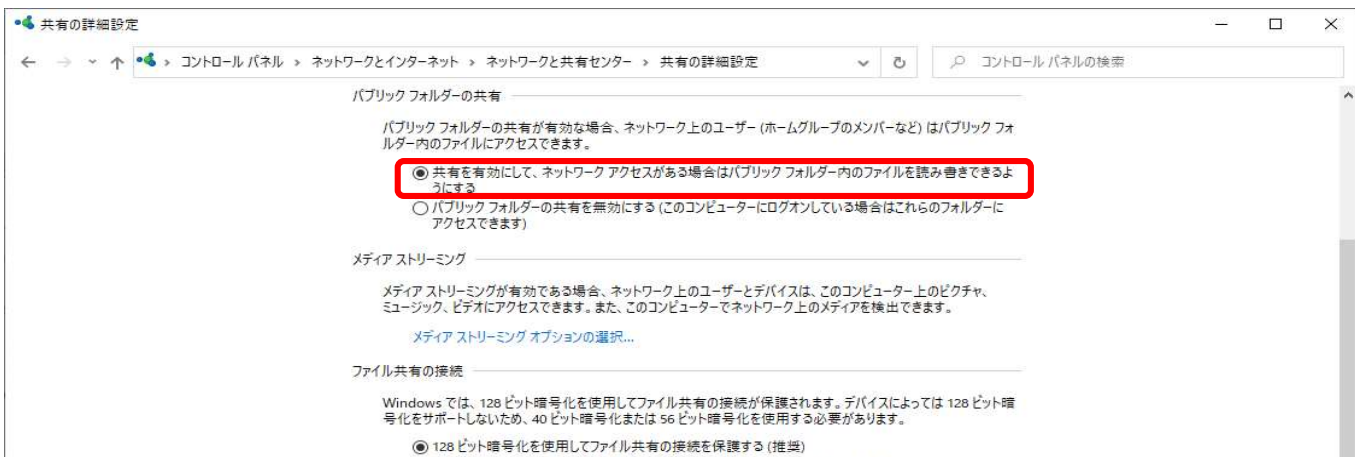 共有の詳細設定
コントロール パネル › ネットワークとインターネット › ネットワークと共有センター › 共有の詳細設定
コントロール パネルの検索
パブリック フォルダーの共有
パブリック フォルダーの共有が有効な場合、ネットワーク上のユーザー (ホームグループのメンバーなど) はパブリック フォ
ルダー内のファイルにアクセスできます。
共有を有効にして、ネットワーク アクセスがある場合はパブリック フォルダー内のファイルを読み書きできるよ
うにする
パブリック フォルダーの共有を無効にする (このコンピューターにログオンしている場合はこれらのフォルダーに
アクセスできます)
メディア ストリーミング
メディア ストリーミングが有効である場合、ネットワーク上のユーザーとデバイスは、このコンピューター上のピクチャ、
ミュージック、ビデオにアクセスできます。また、このコンピューターでネットワーク上のメディアを検出できます。
メディア ストリーミング オプションの選択...
ファイル共有の接続
Windows では、128 ビット暗号化を使用してファイル共有の接続が保護されます。デバイスによっては 128 ビット暗
号化をサポートしないため、40 ビット暗号化または 56 ビット暗号化を使用する必要があります。
128 ビット暗号化を使用してファイル共有の接続を保護する (推奨)